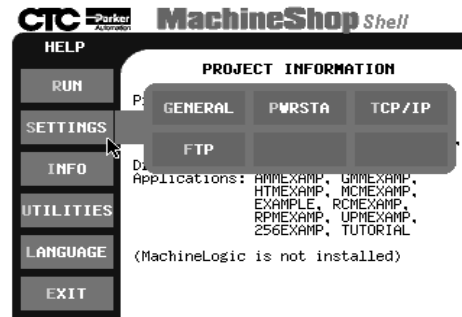 CTC Parker Automation MachineShop Shell
HELP
PROJECT INFORMATION
RUN
GENERAL PWRSTA TCP/IP
SETTINGS
FTP
INFO
Applications: AMMEXAMP, GMMEXAMP,
HTMEXAMP, MCMEXAMP,
EXAMPLE, RCMEXAMP,
UTILITIES
RPMEXAMP, UPMEXAMP,
256EXAMP, TUTORIAL
LANGUAGE
(MachineLogic is not installed)
EXIT